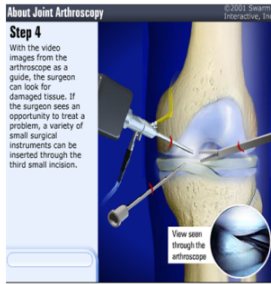 About Joint Arthroscopy
©2001 Swarm
Interactive, Inc
Step 4
With the video
images from the
arthroscope as a
guide, the surgeon
can look for
damaged tissue. If
the surgeon sees an
opportunity to treat a
problem, a variety of
small surgical
instruments can be
inserted through the
third small incision.
View seen
through the
arthroscope